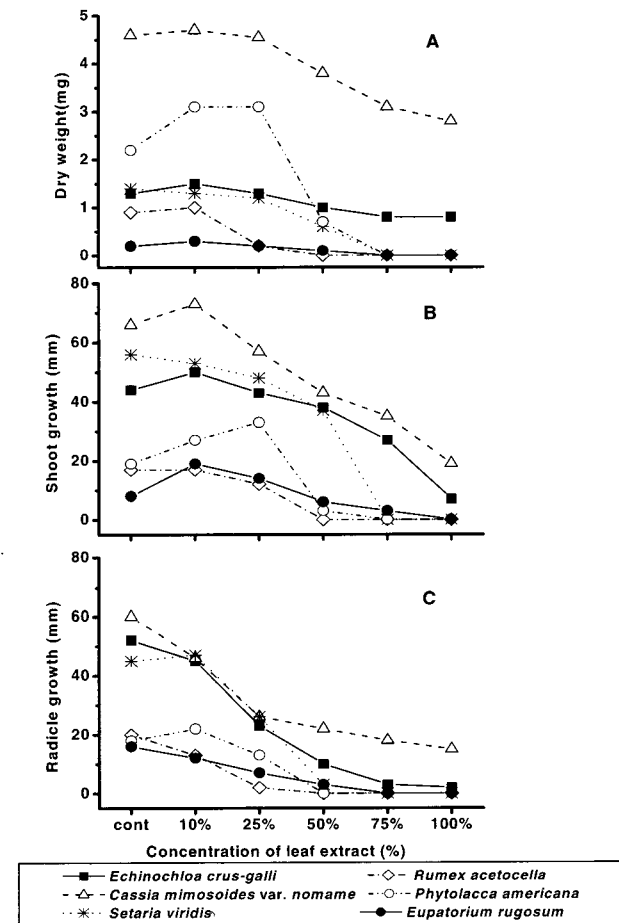 A
Dry weight(mg)
5
4
3
2
1
0
B
Shoot growth (mm)
80
60
40
20
0
C
Radicle growth (mm)
80
60
40
20
0
cont 10% 25% 50% 75% 100%
Concentration of leaf extract (%)
Echinochloa crus-galli
Rumex acetocella
Cassia mimosoides var. nomame
Phytolacca americana
Setaria viridis
Eupatorium rugosum